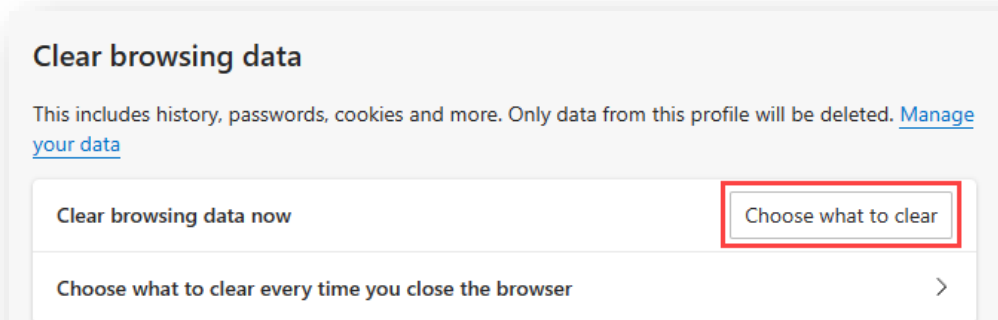 Clear browsing data
This includes history, passwords, cookies and more. Only data from this profile will be deleted. Manage
your data
Clear browsing data now
Choose what to clear
Choose what to clear every time you close the browser